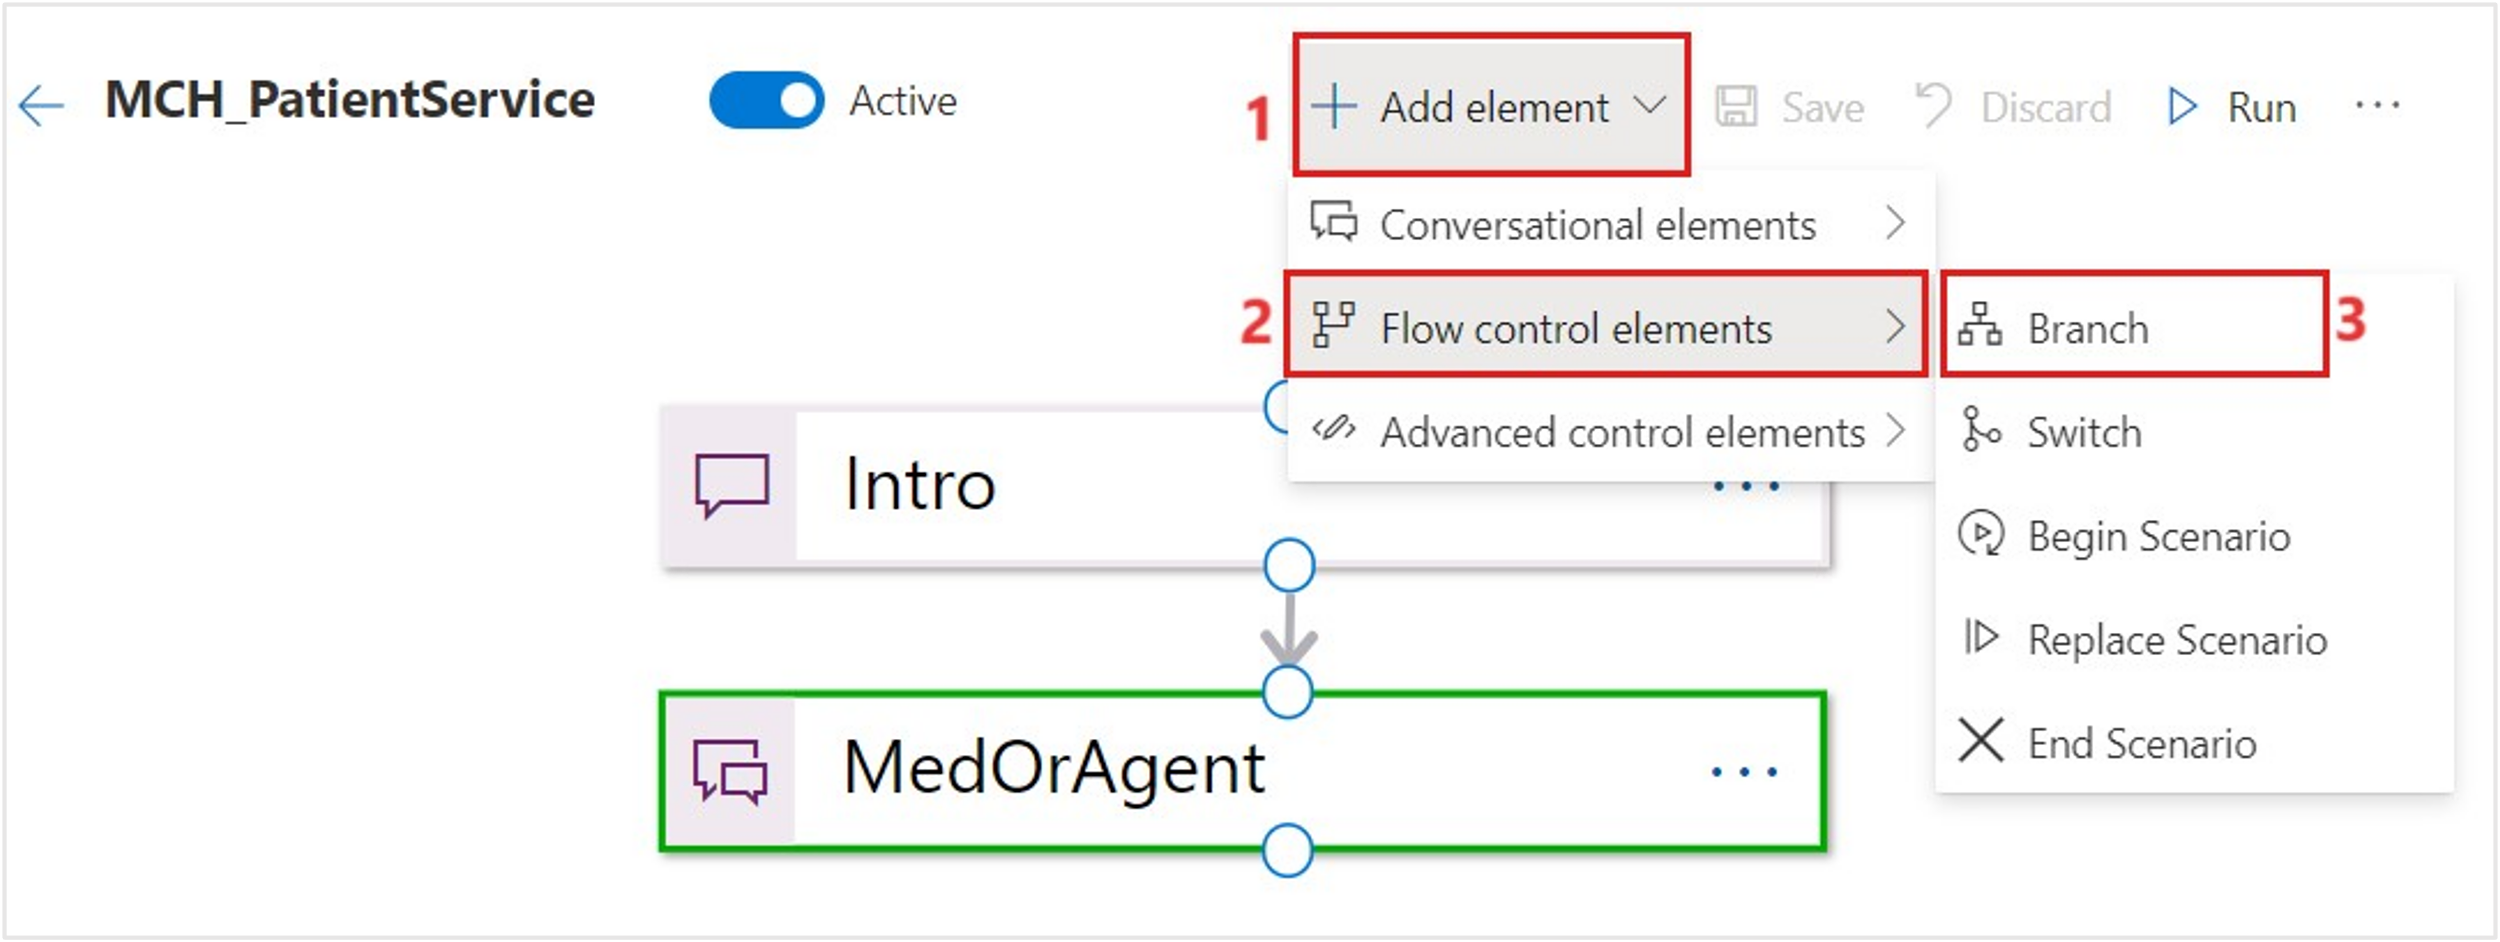 MCH_PatientService
Active
1
Add element
Save
Discard
Run
Conversational elements
2
Flow control elements
Branch
3
Advanced control elements
Switch
Intro
Begin Scenario
Replace Scenario
MedOrAgent
End Scenario